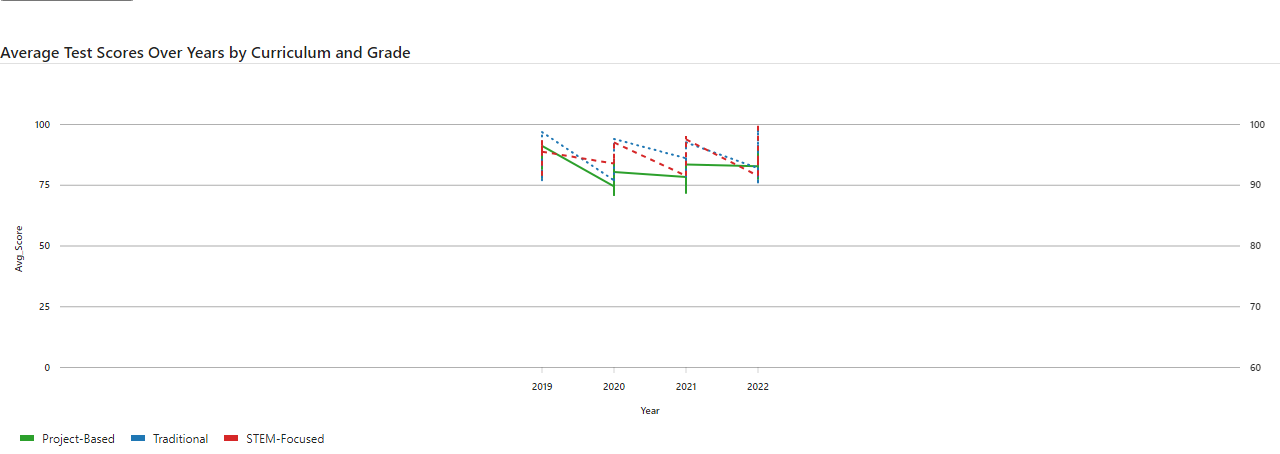 Average Test Scores Over Years by Curriculum and Grade
100 100
75 90
50 80
25 70
0 60
Avg_Score
2019 2020 2021 2022
Year
Project-Based Traditional STEM-Focused